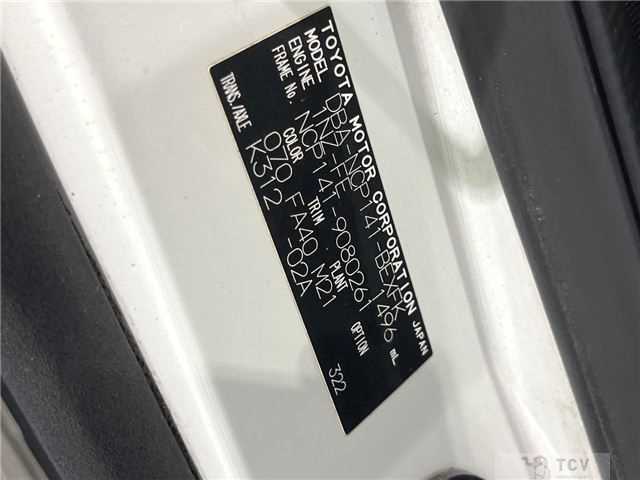 TOYOTA MOTOR CORPORATION JAPAN
MODEL DBA-NCP141-BEXFK
ENGINE 1NZ-FE 1496 mL
FRAME No. NCP141-9080261
COLOR TRIM PLANT OPTION
070 FA40 M21
TRANS./AXLE K312 -02A
322
TCV